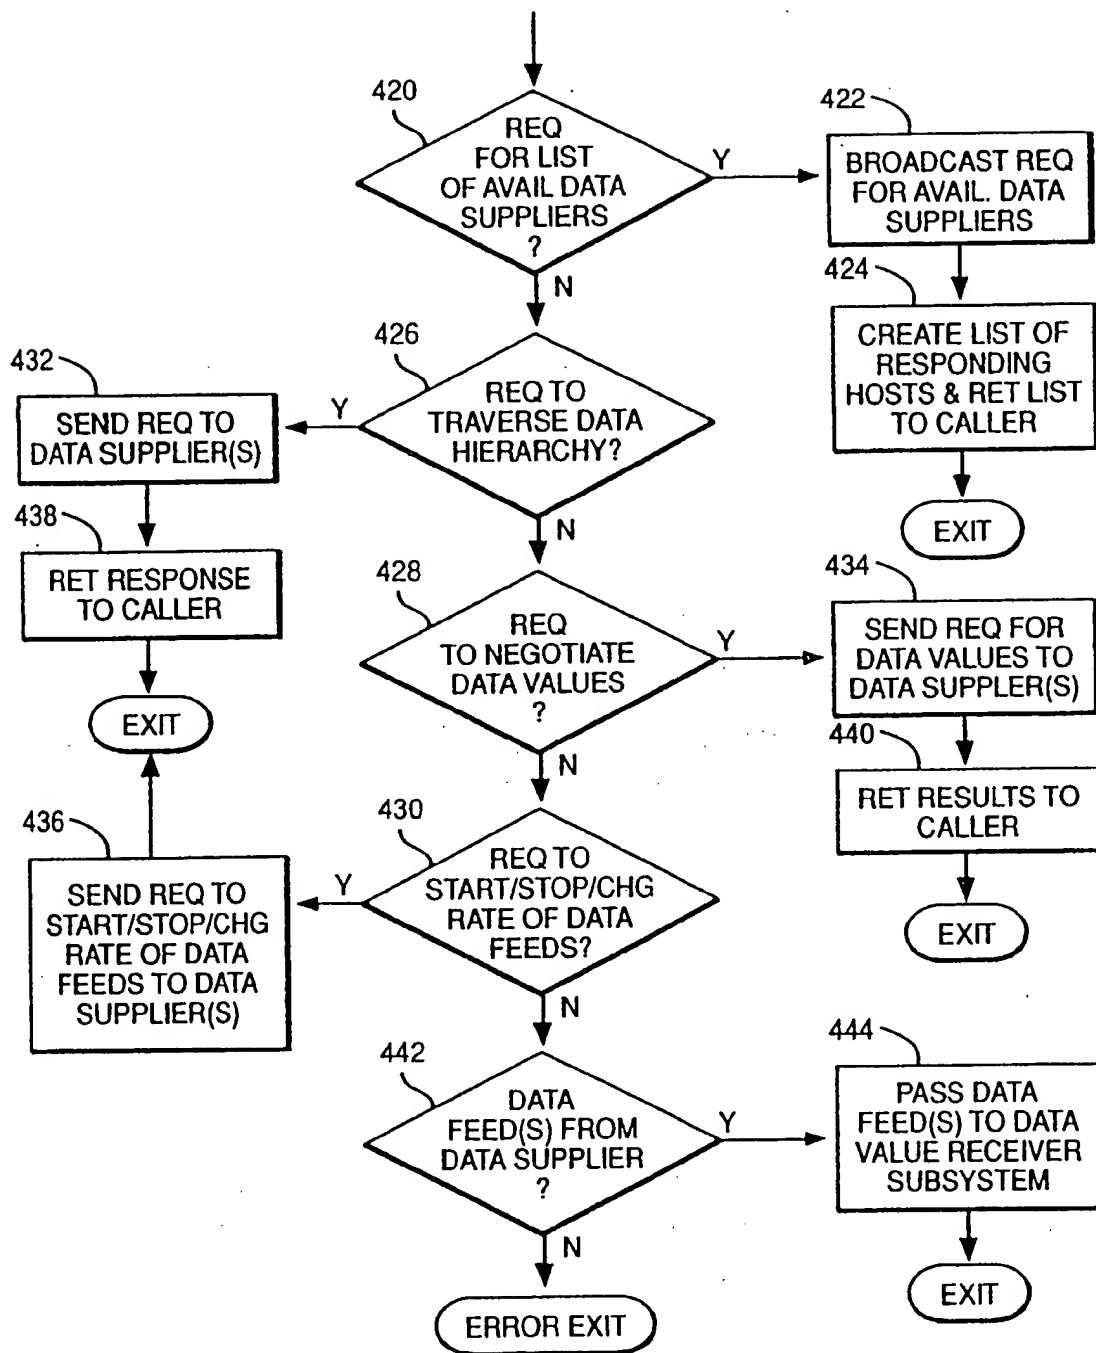 420
REQ
FOR LIST
OF AVAIL DATA
SUPPLIERS
?
Y
N
422
BROADCAST REQ
FOR AVAIL. DATA
SUPPLIERS
424
CREATE LIST OF
RESPONDING
HOSTS & RET LIST
TO CALLER
EXIT
426
REQ TO
TRAVERSE DATA
HIERARCHY?
Y
N
432
SEND REQ TO
DATA SUPPLIER(S)
438
RET RESPONSE
TO CALLER
EXIT
428
REQ
TO NEGOTIATE
DATA VALUES
?
Y
N
434
SEND REQ FOR
DATA VALUES TO
DATA SUPPLER(S)
440
RET RESULTS TO
CALLER
EXIT
430
REQ TO
START/STOP/CHG
RATE OF DATA
FEEDS?
Y
N
436
SEND REQ TO
START/STOP/CHG
RATE OF DATA
FEEDS TO DATA
SUPPLIER(S)
442
DATA
FEED(S) FROM
DATA SUPPLIER
?
Y
N
444
PASS DATA
FEED(S) TO DATA
VALUE RECEIVER
SUBSYSTEM
EXIT
ERROR EXIT